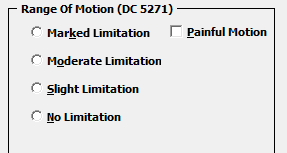 Range Of Motion (DC 5271)
Marked Limitation Painful Motion
Moderate Limitation
Slight Limitation
No Limitation